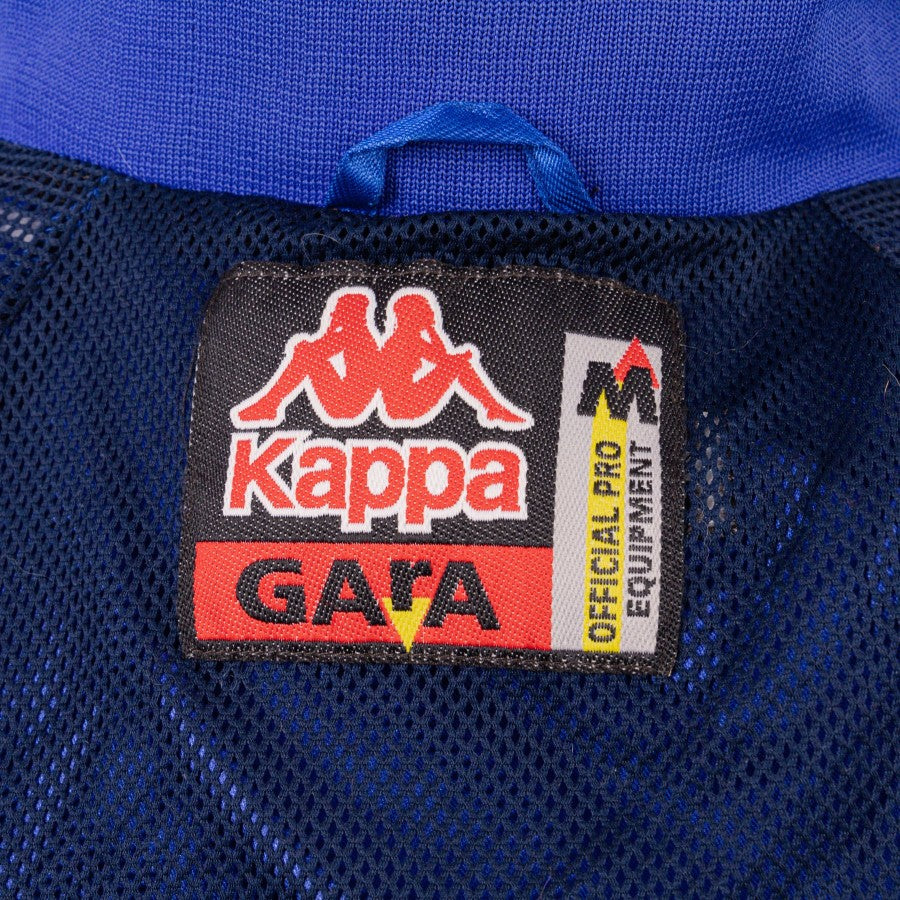 Kappa
GArA
M
OFFICIAL PRO
EQUIPMENT